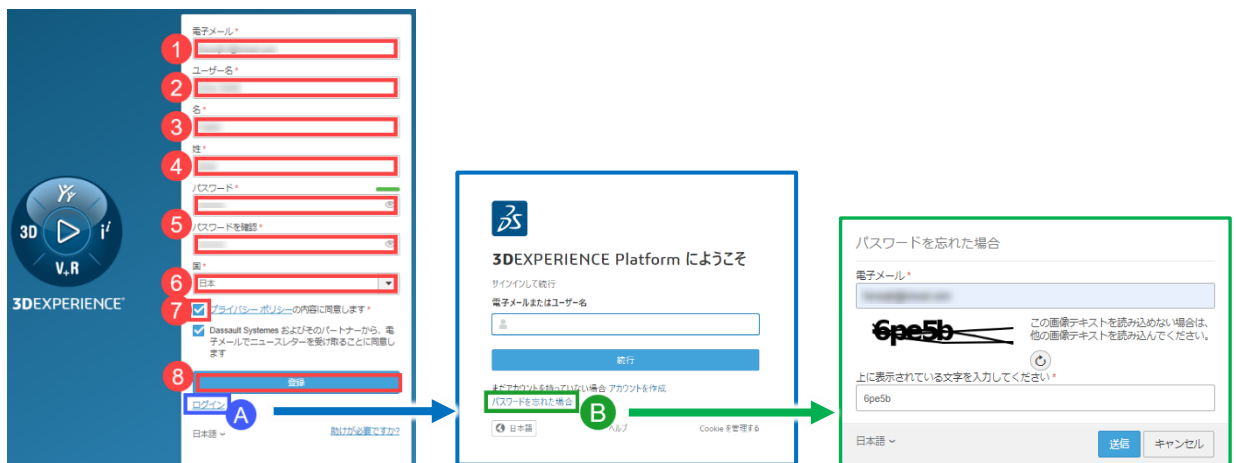 電子メール*
1
ユーザー名*
2
名*
3
姓*
4
パスワード*
5
パスワードを確認*
国*
6
日本
7
プライバシー ポリシーの内容に同意します*
Dassault Systemes およびそのパートナーから、電
子メールでニュースレターを受け取ることに同意し
ます
8
登録
ログイン
A
日本語
助けが必要ですか?
3D
i
V+R
3DEXPERIENCE
3DEXPERIENCE Platform にようこそ
サインインして続行
電子メールまたはユーザー名
続行
まだアカウントを持っていない場合 アカウントを作成.
パスワードを忘れた場合
B
日本語
ヘルプ
Cookie を管理する
パスワードを忘れた場合
電子メール*
6pe5b
この画像テキストを読み込めない場合は、
他の画像テキストを読み込んでください。
上に表示されている文字を入力してください*
6pe5b
日本語
送信
キャンセル